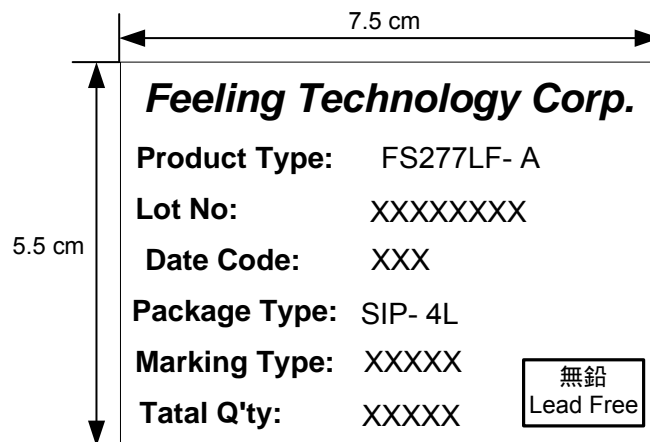 7.5 cm
Feeling Technology Corp.
Product Type: FS277LF- A
Lot No: XXXXXXXX
5.5 cm
Date Code: XXX
Package Type: SIP- 4L
Marking Type: XXXXX
無鉛
Lead Free
Tatal Q'ty: XXXXX